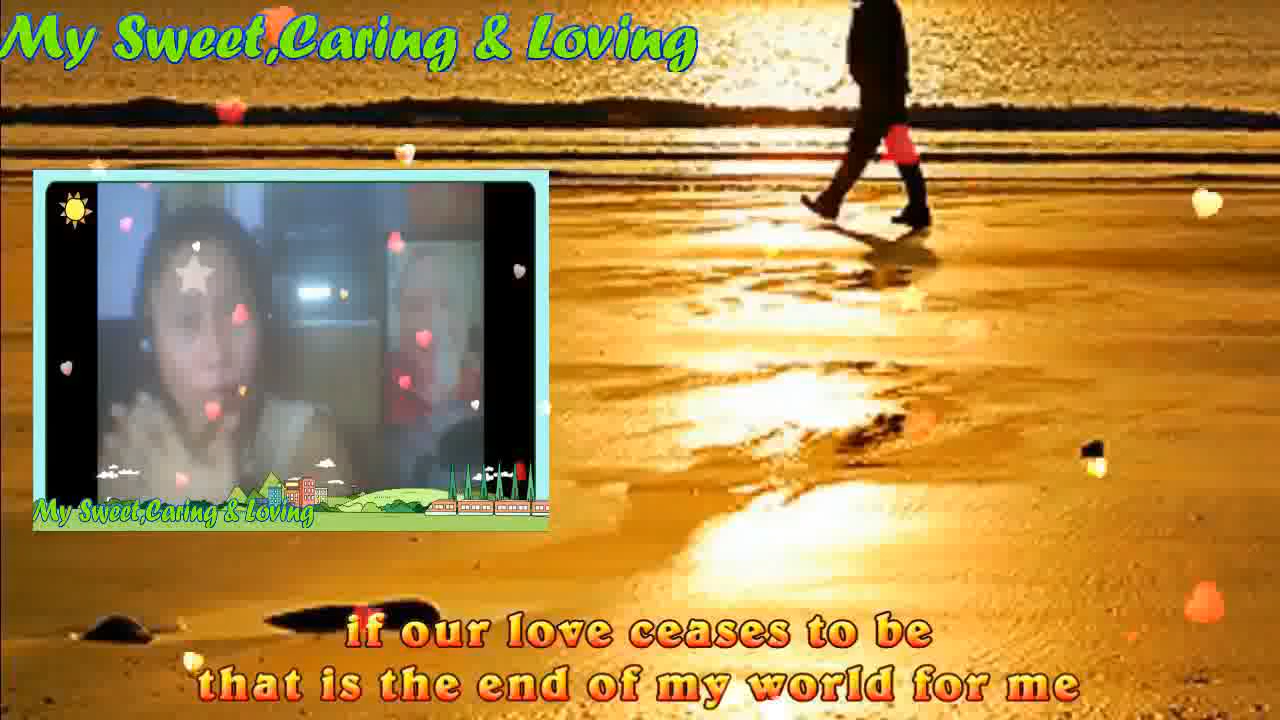 My Sweet,Caring & Loving
My Sweet,Caring & Loving
if our love ceases to be
that is the end of my world for me